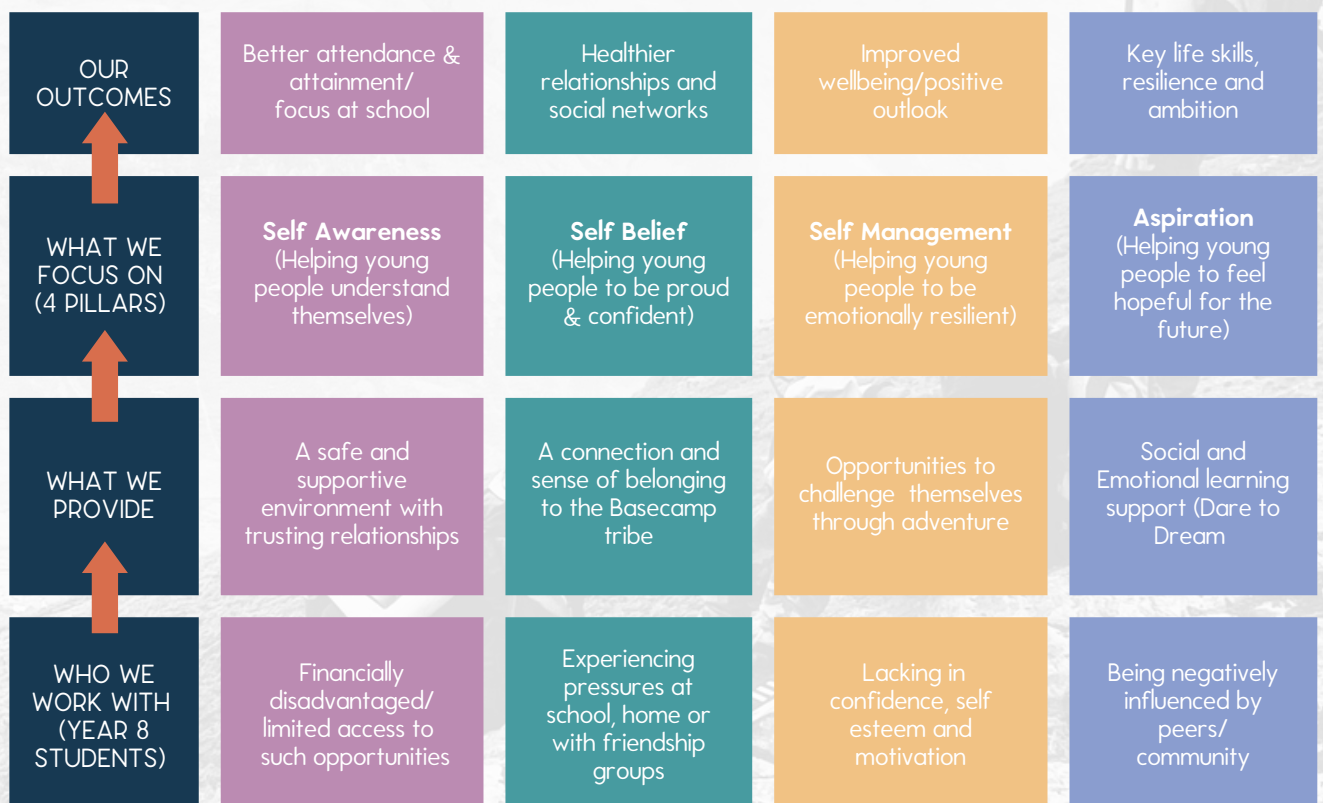 OUR
OUTCOMES
Better attendance &
attainment/
focus at school
Healthier
relationships and
social networks
Improved
wellbeing/positive
outlook
Key life skills,
resilience and
ambition
WHAT WE
FOCUS ON
(4 PILLARS)
Self Awareness
(Helping young
people understand
themselves)
Self Belief
(Helping young
people to be proud
& confident)
Self Management
(Helping young
people to be
emotionally resilient)
Aspiration
(Helping young
people to feel
hopeful for the
future)
WHAT WE
PROVIDE
A safe and
supportive
environment with
trusting relationships
A connection and
sense of belonging
to the Basecamp
tribe
Opportunities to
challenge themselves
through adventure
Social and
Emotional learning
support (Dare to
Dream
WHO WE
WORK WITH
(YEAR 8
STUDENTS)
Financially
disadvantaged/
limited access to
such opportunities
Experiencing
pressures at
school, home or
with friendship
groups
Lacking in
confidence, self
esteem and
motivation
Being negatively
influenced by
peers/
community